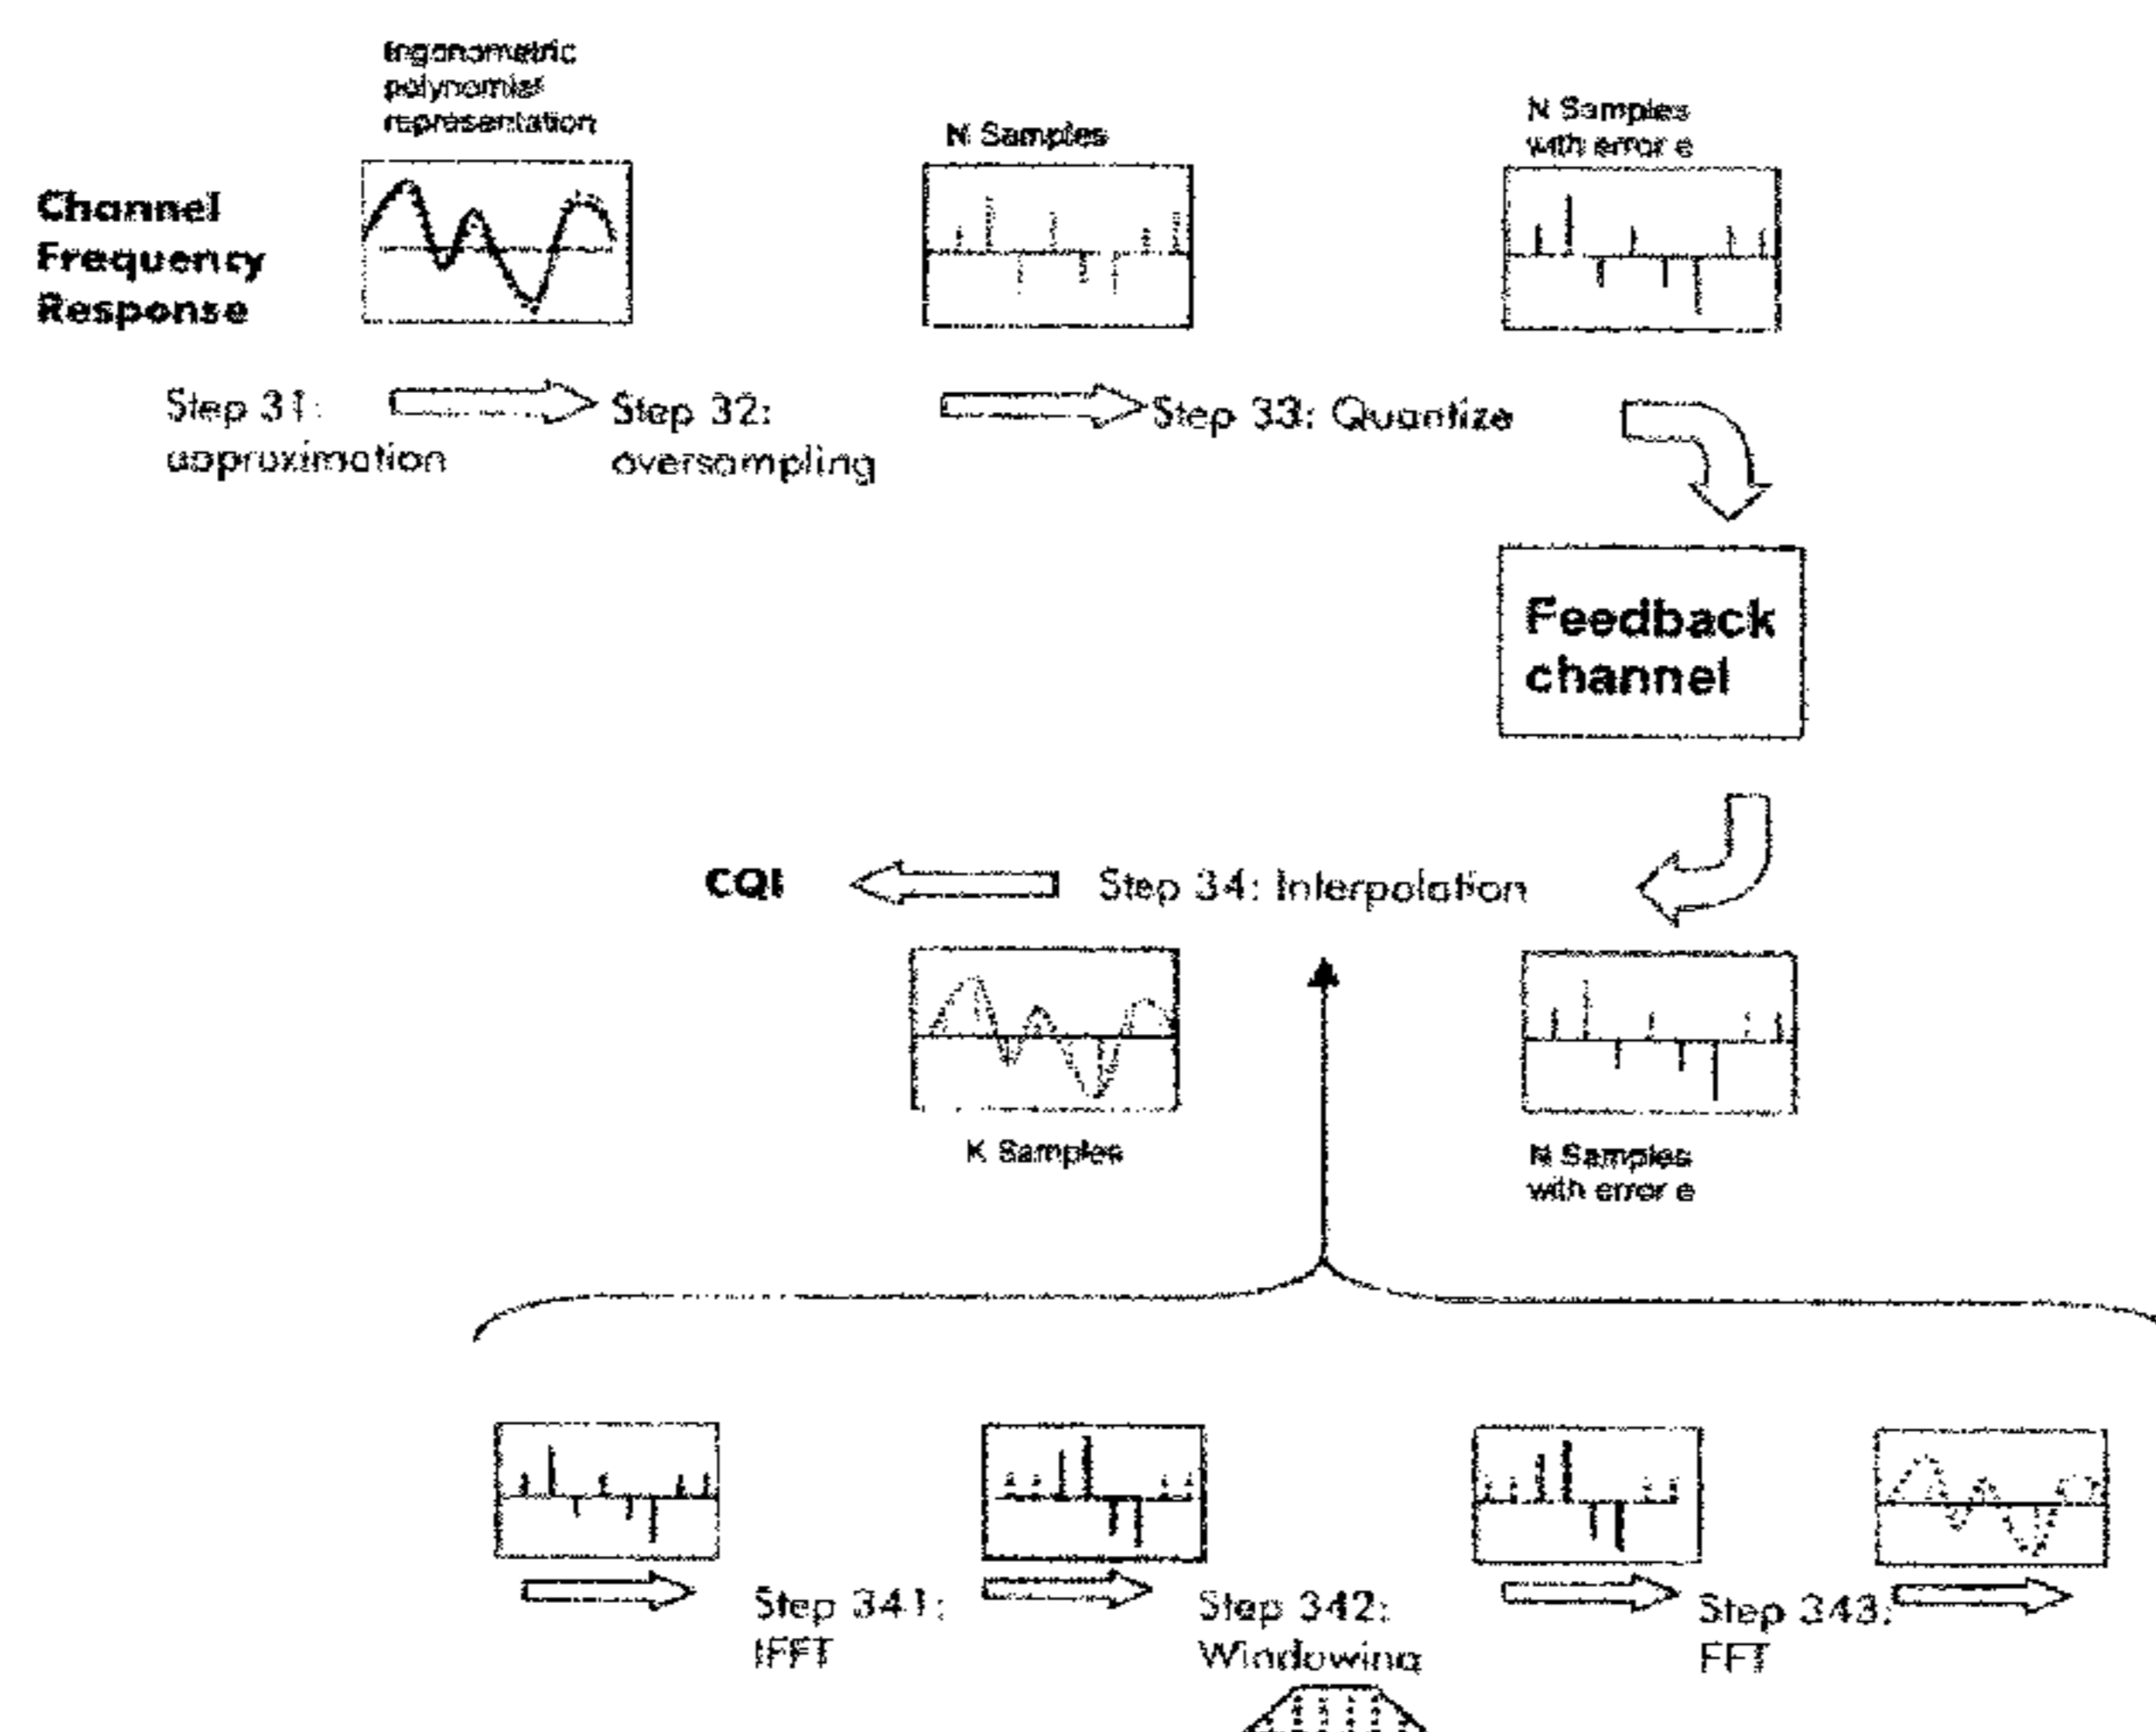 trigonometric
polynomial
representation
N Samples
N Samples
with error e
Channel
Frequency
Response
Step 31:
approximation
Step 32:
oversampling
Step 33: Quantize
Feedback
channel
CQI
Step 34: Interpolation
K Samples
N Samples
with error e
Step 341:
IFFT
Step 342:
Windowing
Step 343:
FFT